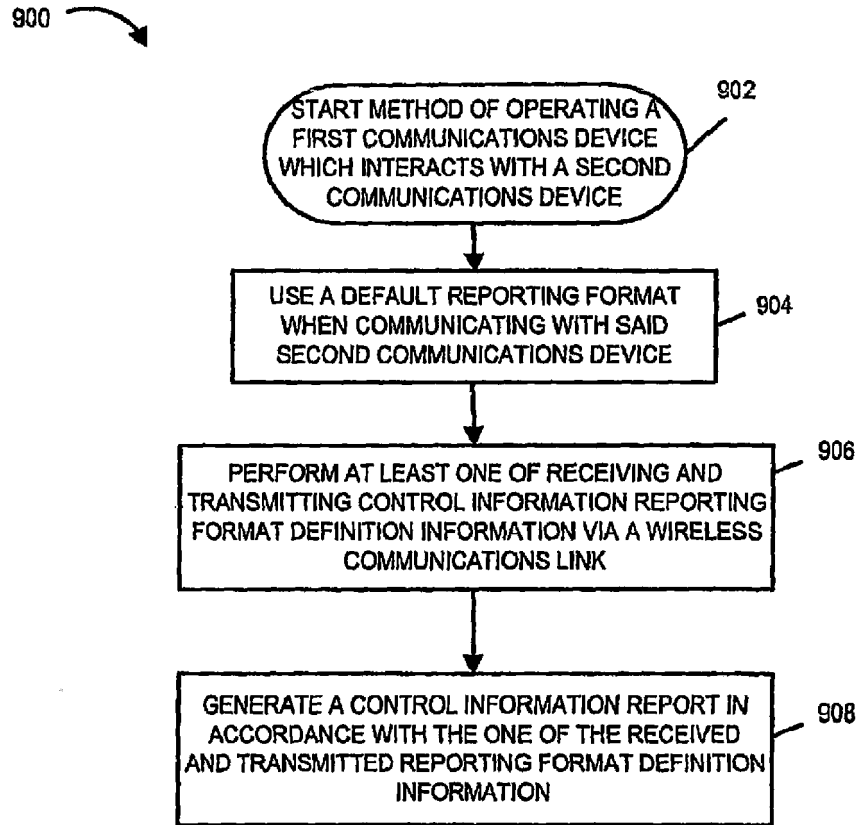 900
902
START METHOD OF OPERATING A
FIRST COMMUNICATIONS DEVICE
WHICH INTERACTS WITH A SECOND
COMMUNICATIONS DEVICE
904
USE A DEFAULT REPORTING FORMAT
WHEN COMMUNICATING WITH SAID
SECOND COMMUNICATIONS DEVICE
906
PERFORM AT LEAST ONE OF RECEIVING AND
TRANSMITTING CONTROL INFORMATION REPORTING
FORMAT DEFINITION INFORMATION VIA A WIRELESS
COMMUNICATIONS LINK
908
GENERATE A CONTROL INFORMATION REPORT IN
ACCORDANCE WITH THE ONE OF THE RECEIVED
AND TRANSMITTED REPORTING FORMAT DEFINITION
INFORMATION